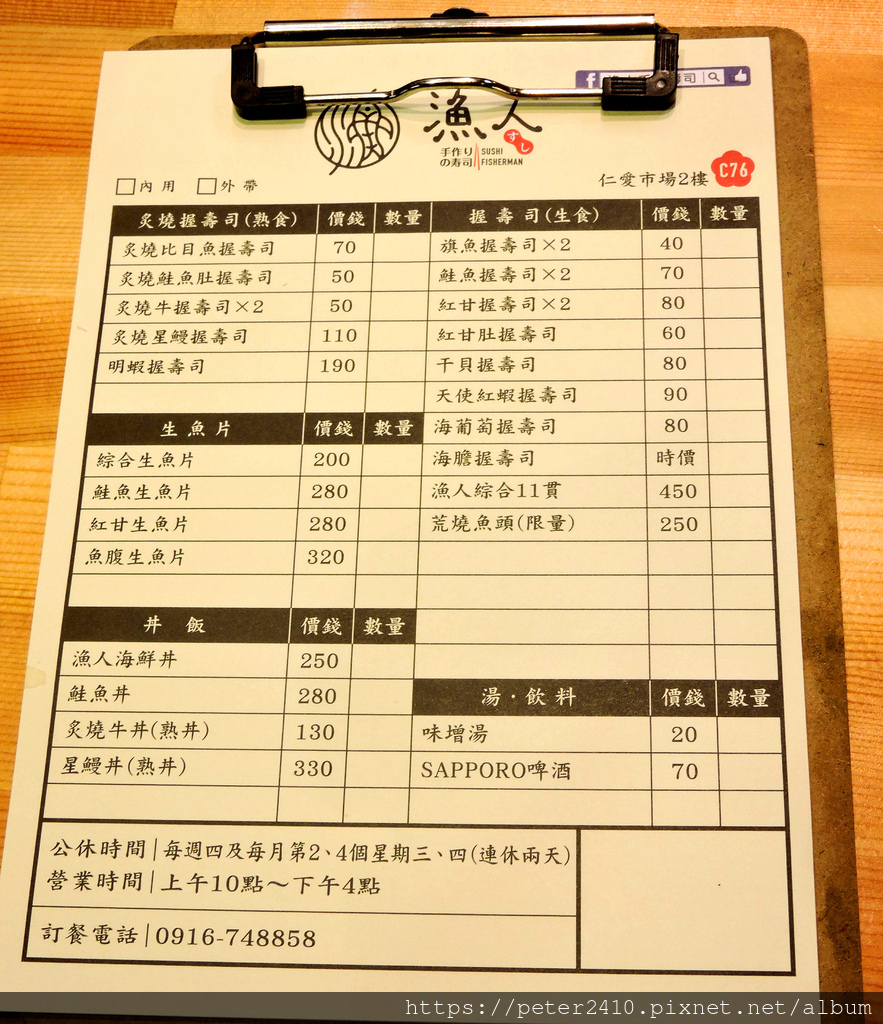 f 司
漁人
手作りの寿司 SUSHI FISHERMAN すし
仁愛市場2樓 C76
內用 外帶
炙燒握壽司(熟食) 價錢 數量
炙燒比目魚握壽司 70
炙燒鮭魚肚握壽司 50
炙燒牛握壽司×2 50
炙燒星鰻握壽司 110
明蝦握壽司 190
生魚片 價錢 數量
綜合生魚片 200
鮭魚生魚片 280
紅甘生魚片 280
魚腹生魚片 320
丼飯 價錢 數量
漁人海鮮丼 250
鮭魚丼 280
炙燒牛丼(熟丼) 130
星鰻丼(熟丼) 330
握壽司(生食) 價錢 數量
旗魚握壽司×2 40
鮭魚握壽司×2 70
紅甘握壽司×2 80
紅甘肚握壽司 60
干貝握壽司 80
天使紅蝦握壽司 90
海葡萄握壽司 80
海膽握壽司 時價
漁人綜合11貫 450
荒燒魚頭(限量) 250
湯·飲料 價錢 數量
味增湯 20
SAPPORO啤酒 70
公休時間|每週四及每月第2、4個星期三、四(連休兩天)
營業時間|上午10點~下午4點
訂餐電話|0916-748858
https://peter2410.pixnet.net/album